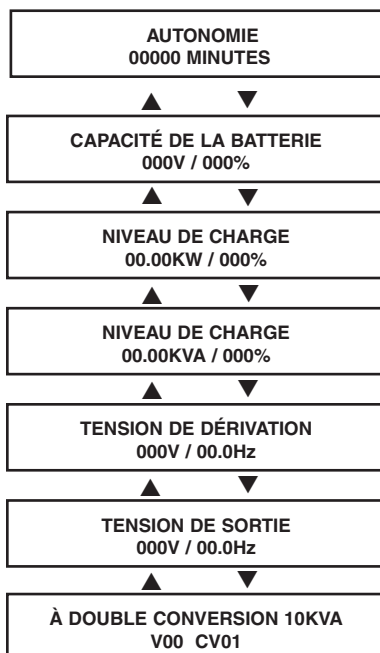 AUTONOMIE
00000 MINUTES
CAPACITÉ DE LA BATTERIE
000V / 000%
NIVEAU DE CHARGE
00.00KW / 000%
NIVEAU DE CHARGE
00.00KVA / 000%
TENSION DE DÉRIVATION
000V / 00.0Hz
TENSION DE SORTIE
000V / 00.0Hz
À DOUBLE CONVERSION 10KVA
V00 CV01